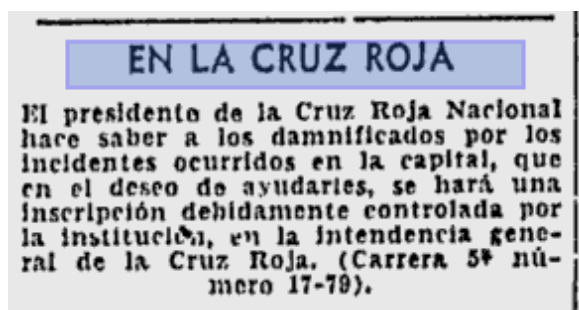 EN LA CRUZ ROJA
El presidente de la Cruz Roja Nacional
hace saber a los damnificados por los
incidentes ocurridos en la capital, que
en el deseo de ayudarles, se hará una
inscripción debidamente controlada por
la institución, en la intendencia gene-
ral de la Cruz Roja. (Carrera 5ª nú-
mero 17-79).